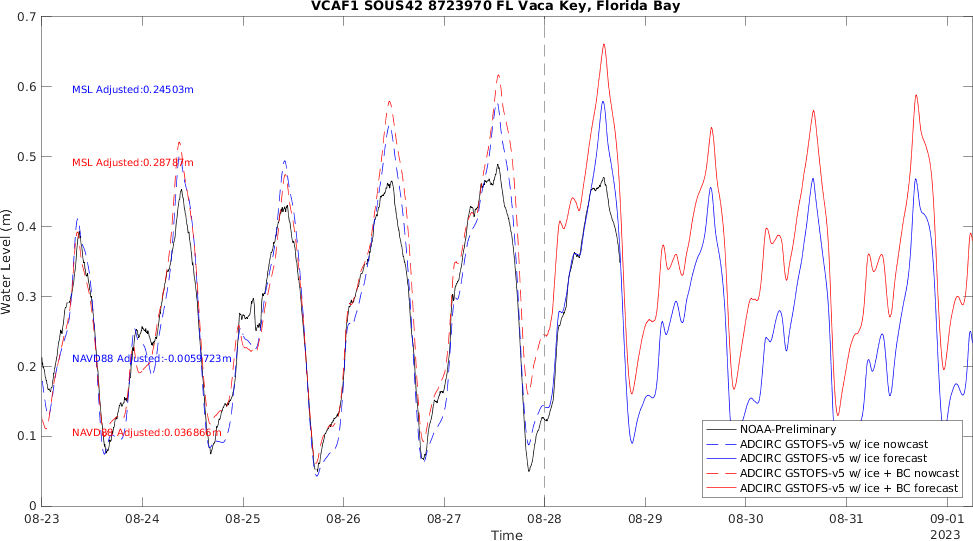 VCAF1 SOUS42 8723970 FL Vaca Key, Florida Bay
0.7
0.6
0.5
0.4
0.3
0.2
0.1
0
Water Level (m)
MSL Adjusted:0.24503m
MSL Adjusted:0.28787m
NAVD88 Adjusted:-0.0059723m
NAVD88 Adjusted:0.036866m
NOAA-Preliminary
ADCIRC GSTOFS-v5 w/ ice nowcast
ADCIRC GSTOFS-v5 w/ ice forecast
ADCIRC GSTOFS-v5 w/ ice + BC nowcast
ADCIRC GSTOFS-v5 w/ ice + BC forecast
08-23 08-24 08-25 08-26 08-27 08-28 08-29 08-30 08-31 09-01
2023
Time